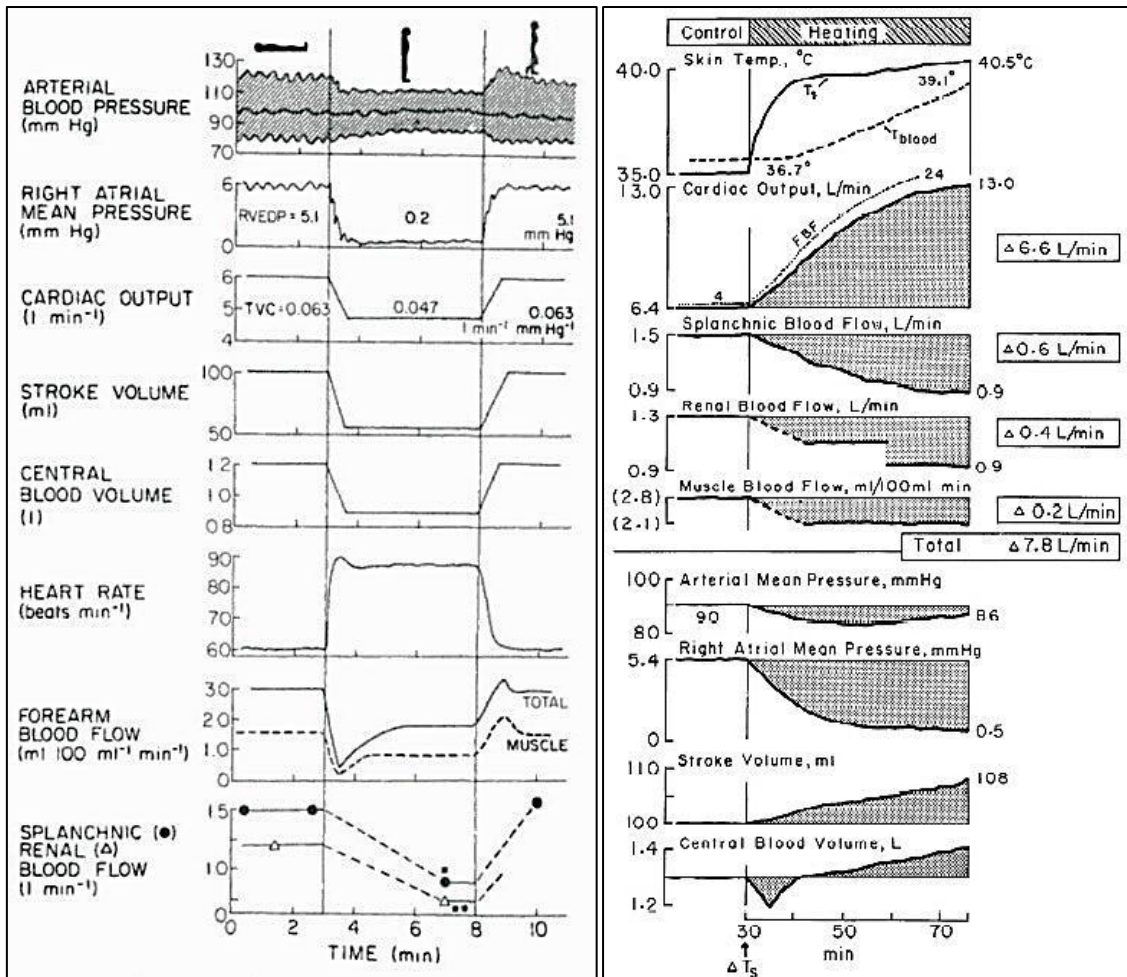 ARTERIAL
BLOOD PRESSURE
(mm Hg)
130
110
90
70
RIGHT ATRIAL
MEAN PRESSURE
(mm Hg)
6
0
RVEDP = 5.1
0.2
5.1
mm Hg
CARDIAC OUTPUT
(l min⁻¹)
6
5
4
TVC = 0.063
0.047
0.063
l min⁻¹ mm Hg⁻¹
STROKE VOLUME
(ml)
100
50
CENTRAL
BLOOD VOLUME
(l)
1.2
1.0
0.8
HEART RATE
(beats min⁻¹)
90
80
70
60
FOREARM
BLOOD FLOW
(ml 100 ml⁻¹ min⁻¹)
3.0
2.0
1.0
0
TOTAL
MUSCLE
SPLANCHNIC (●)
RENAL (△)
BLOOD FLOW
(l min⁻¹)
1.5
1.0
0 2 4 6 8 10
TIME (min)
Control Heating
Skin Temp., °C
40.0
35.0
Ts
40.5°C
39.1°
Tblood
36.7°
Cardiac Output, L/min
13.0
6.4
24
FBF
4
13.0
△ 6.6 L/min
Splanchnic Blood Flow, L/min
1.5
0.9
0.9
△ 0.6 L/min
Renal Blood Flow, L/min
1.3
0.9
0.9
△ 0.4 L/min
Muscle Blood Flow, ml/100ml min
(2.8)
(2.1)
△ 0.2 L/min
Total △ 7.8 L/min
Arterial Mean Pressure, mmHg
100
80
90
86
Right Atrial Mean Pressure, mmHg
5.4
0
0.5
Stroke Volume, ml
110
100
108
Central Blood Volume, L
1.4
1.2
30 50 70
min
△ Ts